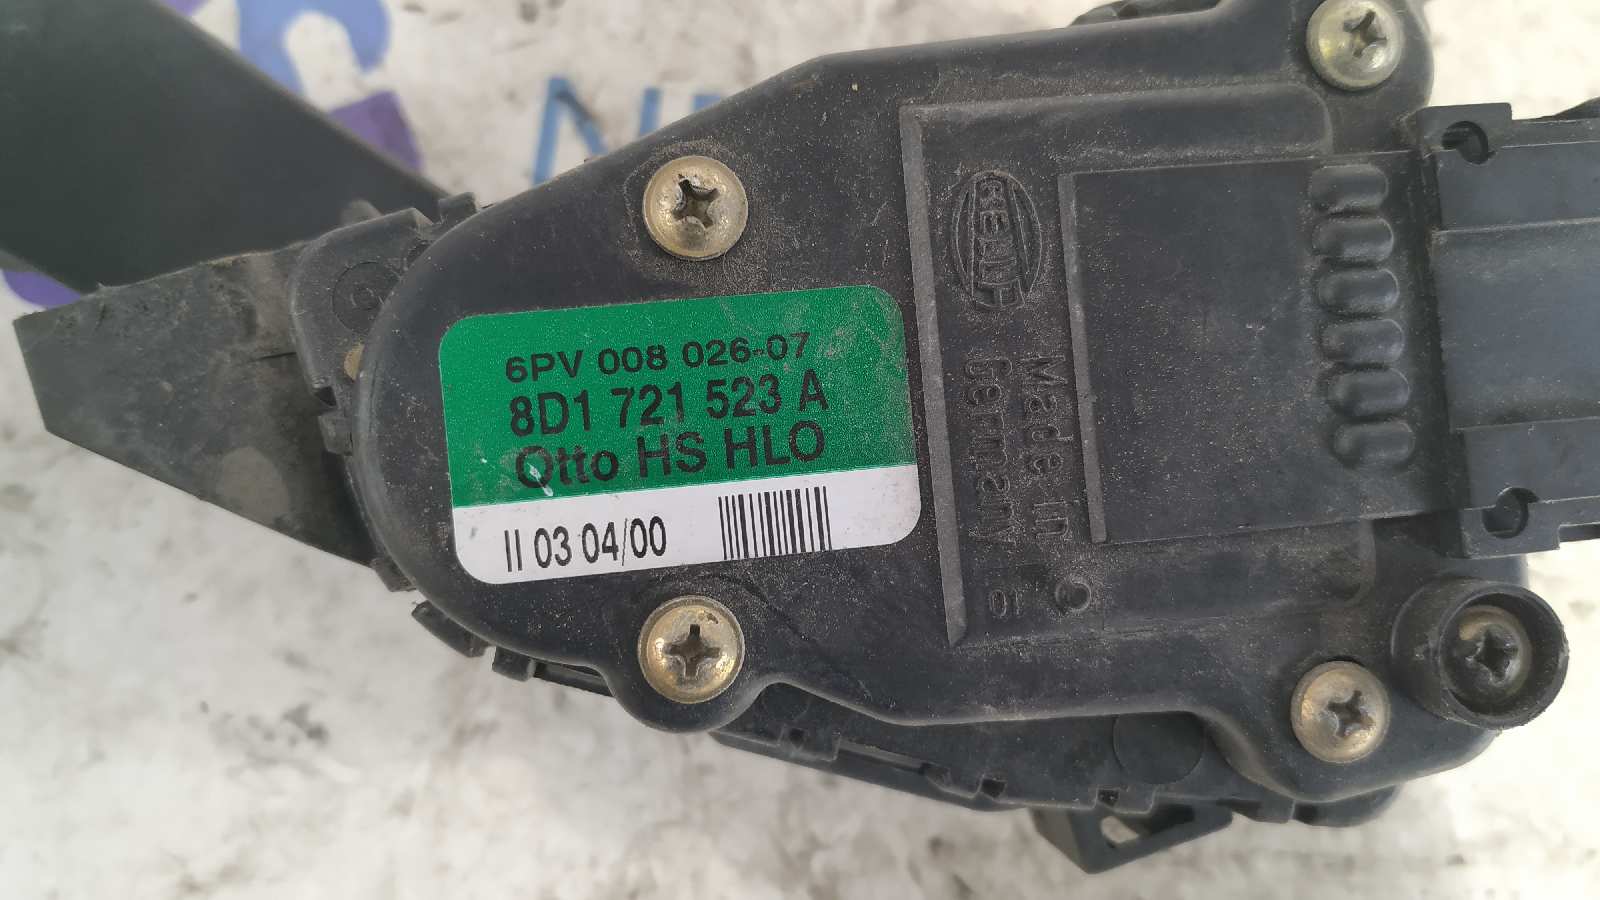 6PV 008 026-07
8D1 721 523 A
Otto HS HLO
II 03 04/00
HELLA
Made in
Germany